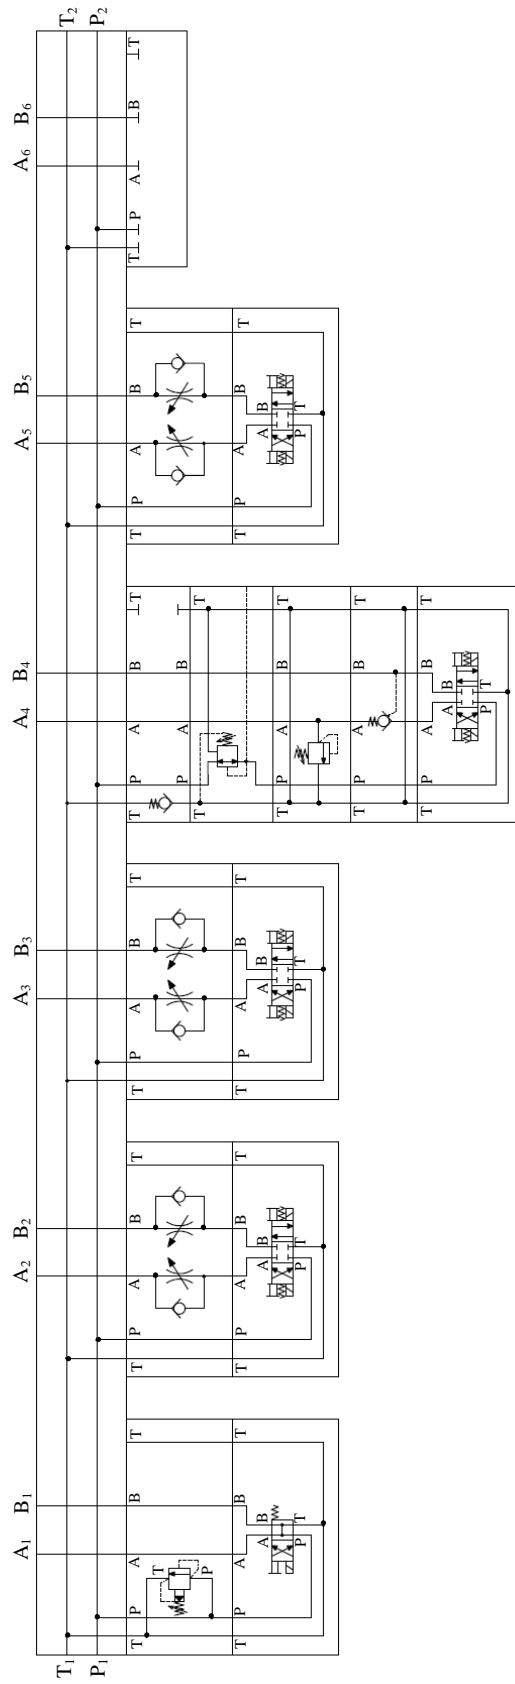 A₁ B₁ A₂ B₂ A₃ B₃ A₄ B₄ A₅ B₅ A₆ B₆
T₁ T₂
P₁ P₂
T P A B T T P A B T T P A B T T P A B T T P A B T T P A B T
T
T P A B T
P
T P A B T T P A B T T P A B T T P A B T
A B A B A B A B
T P A B T
P T P T P T P T
A B
T A B T
A B
P T